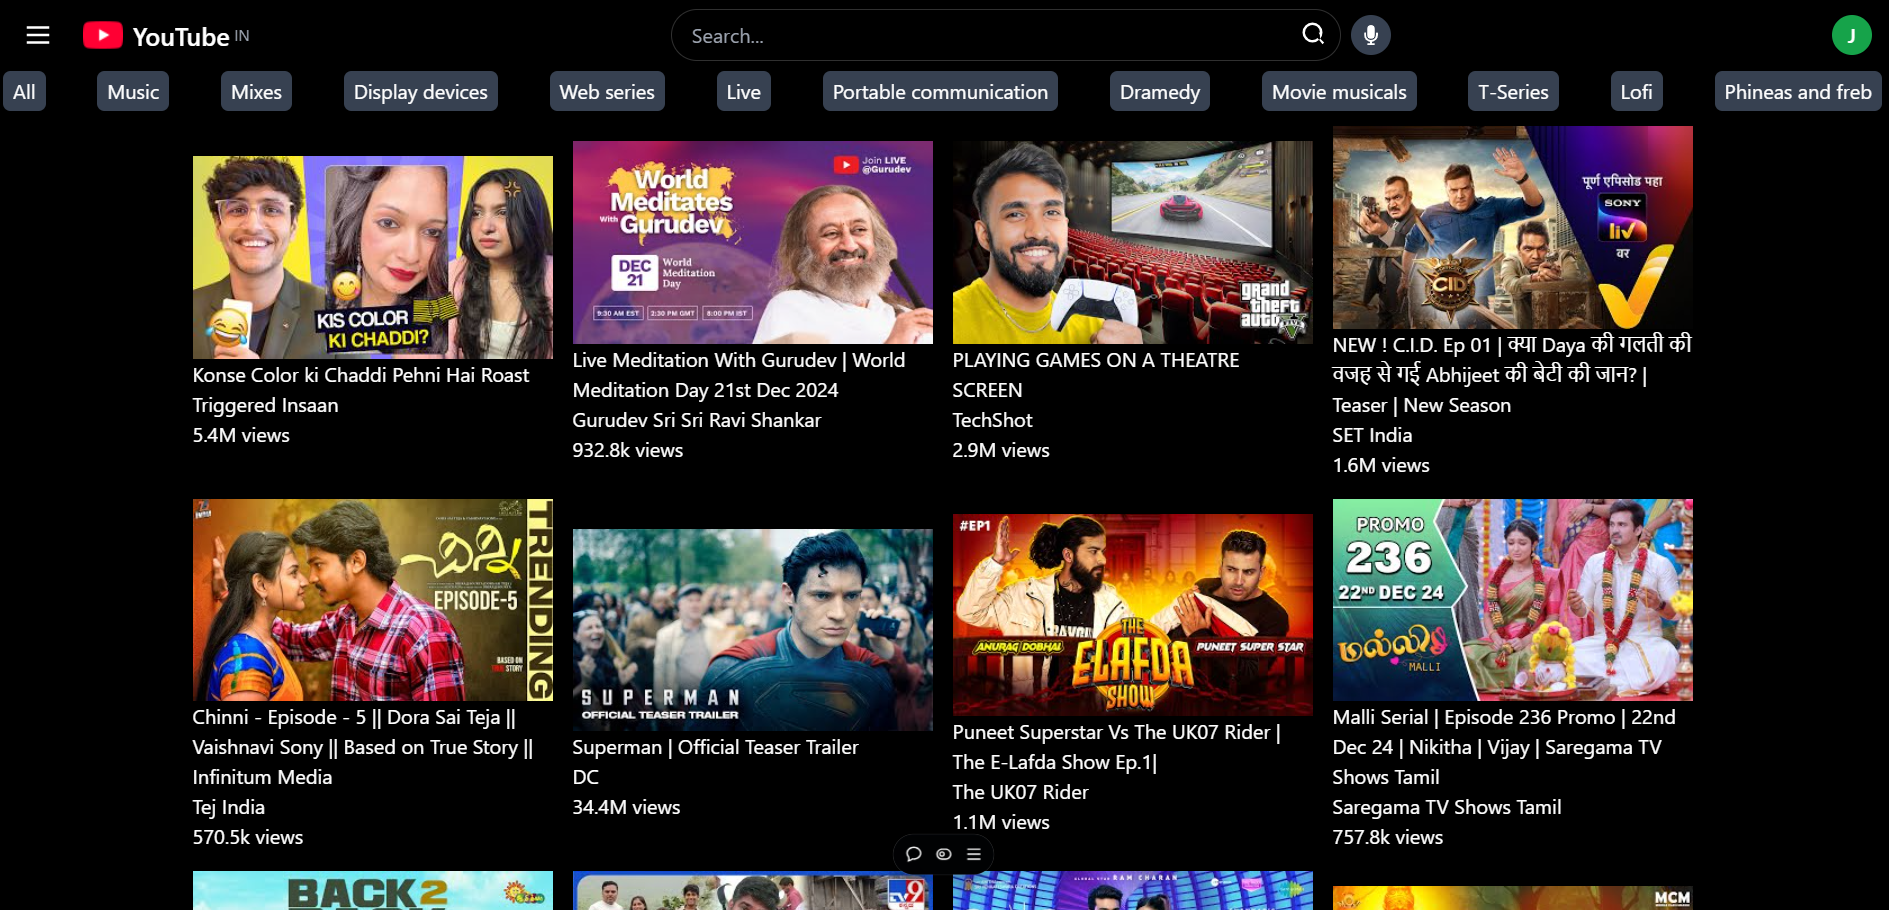 YouTube IN
Search...
J
All
Music
Mixes
Display devices
Web series
Live
Portable communication
Dramedy
Movie musicals
T-Series
Lofi
Phineas and freb
KIS COLOR
KI CHADDI?
Konse Color ki Chaddi Pehni Hai Roast
Triggered Insaan
5.4M views
Join LIVE
@Gurudev
World
Meditates
With
Gurudev
DEC
21
World
Meditation
Day
9:30 AM EST
2:30 PM GMT
8:00 PM IST
Live Meditation With Gurudev | World
Meditation Day 21st Dec 2024
Gurudev Sri Sri Ravi Shankar
932.8k views
grand
theft
auto
V
PLAYING GAMES ON A THEATRE
SCREEN
TechShot
2.9M views
पूर्ण एपिसोड पहा
SONY
liv
वर
CID
NEW ! C.I.D. Ep 01 | क्या Daya की गलती की
वजह से गई Abhijeet की बेटी की जान? |
Teaser | New Season
SET India
1.6M views
చిన్ని
EPISODE-5
BASED ON
TRUE STORY
TRENDING
Chinni - Episode - 5 || Dora Sai Teja ||
Vaishnavi Sony || Based on True Story ||
Infinitum Media
Tej India
570.5k views
SUPERMAN
OFFICIAL TEASER TRAILER
Superman | Official Teaser Trailer
DC
34.4M views
#EP1
ANURAG DOBHAL
THE
ELAFDA
SHOW
PUNEET SUPER STAR
Puneet Superstar Vs The UK07 Rider |
The E-Lafda Show Ep.1|
The UK07 Rider
1.1M views
PROMO
236
22ND DEC 24
மல்லி
MALLI
Malli Serial | Episode 236 Promo | 22nd
Dec 24 | Nikitha | Vijay | Saregama TV
Shows Tamil
Saregama TV Shows Tamil
757.8k views
BACK 2
TV9
GLOBAL STAR RAM CHARAN
MCM